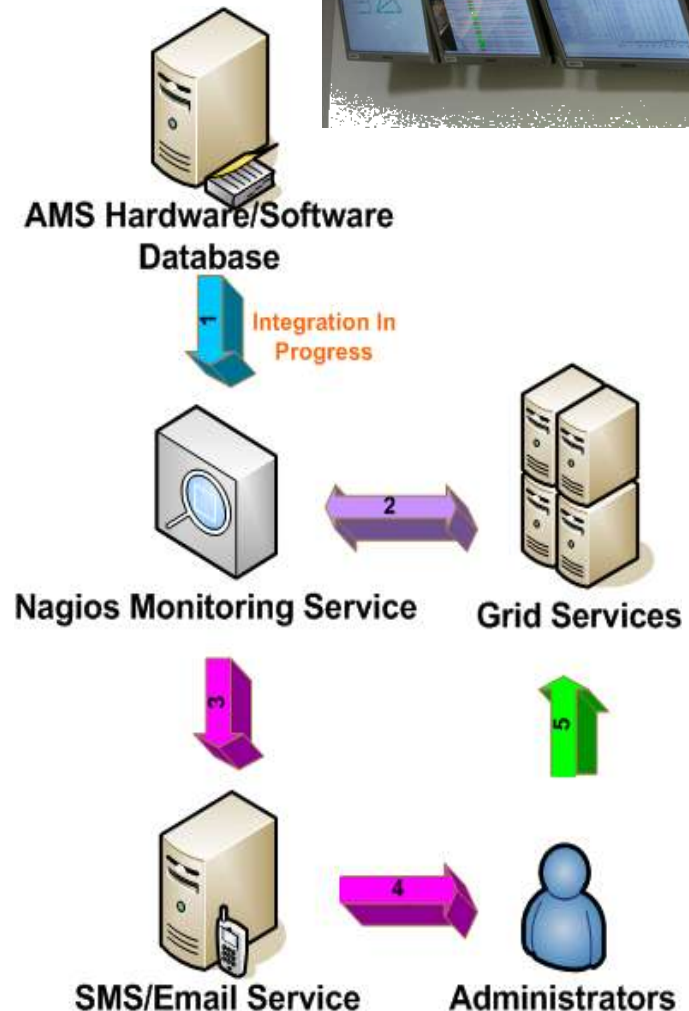 AMS Hardware/Software
Database
1
Integration In
Progress
2
Nagios Monitoring Service
Grid Services
3
5
4
SMS/Email Service
Administrators